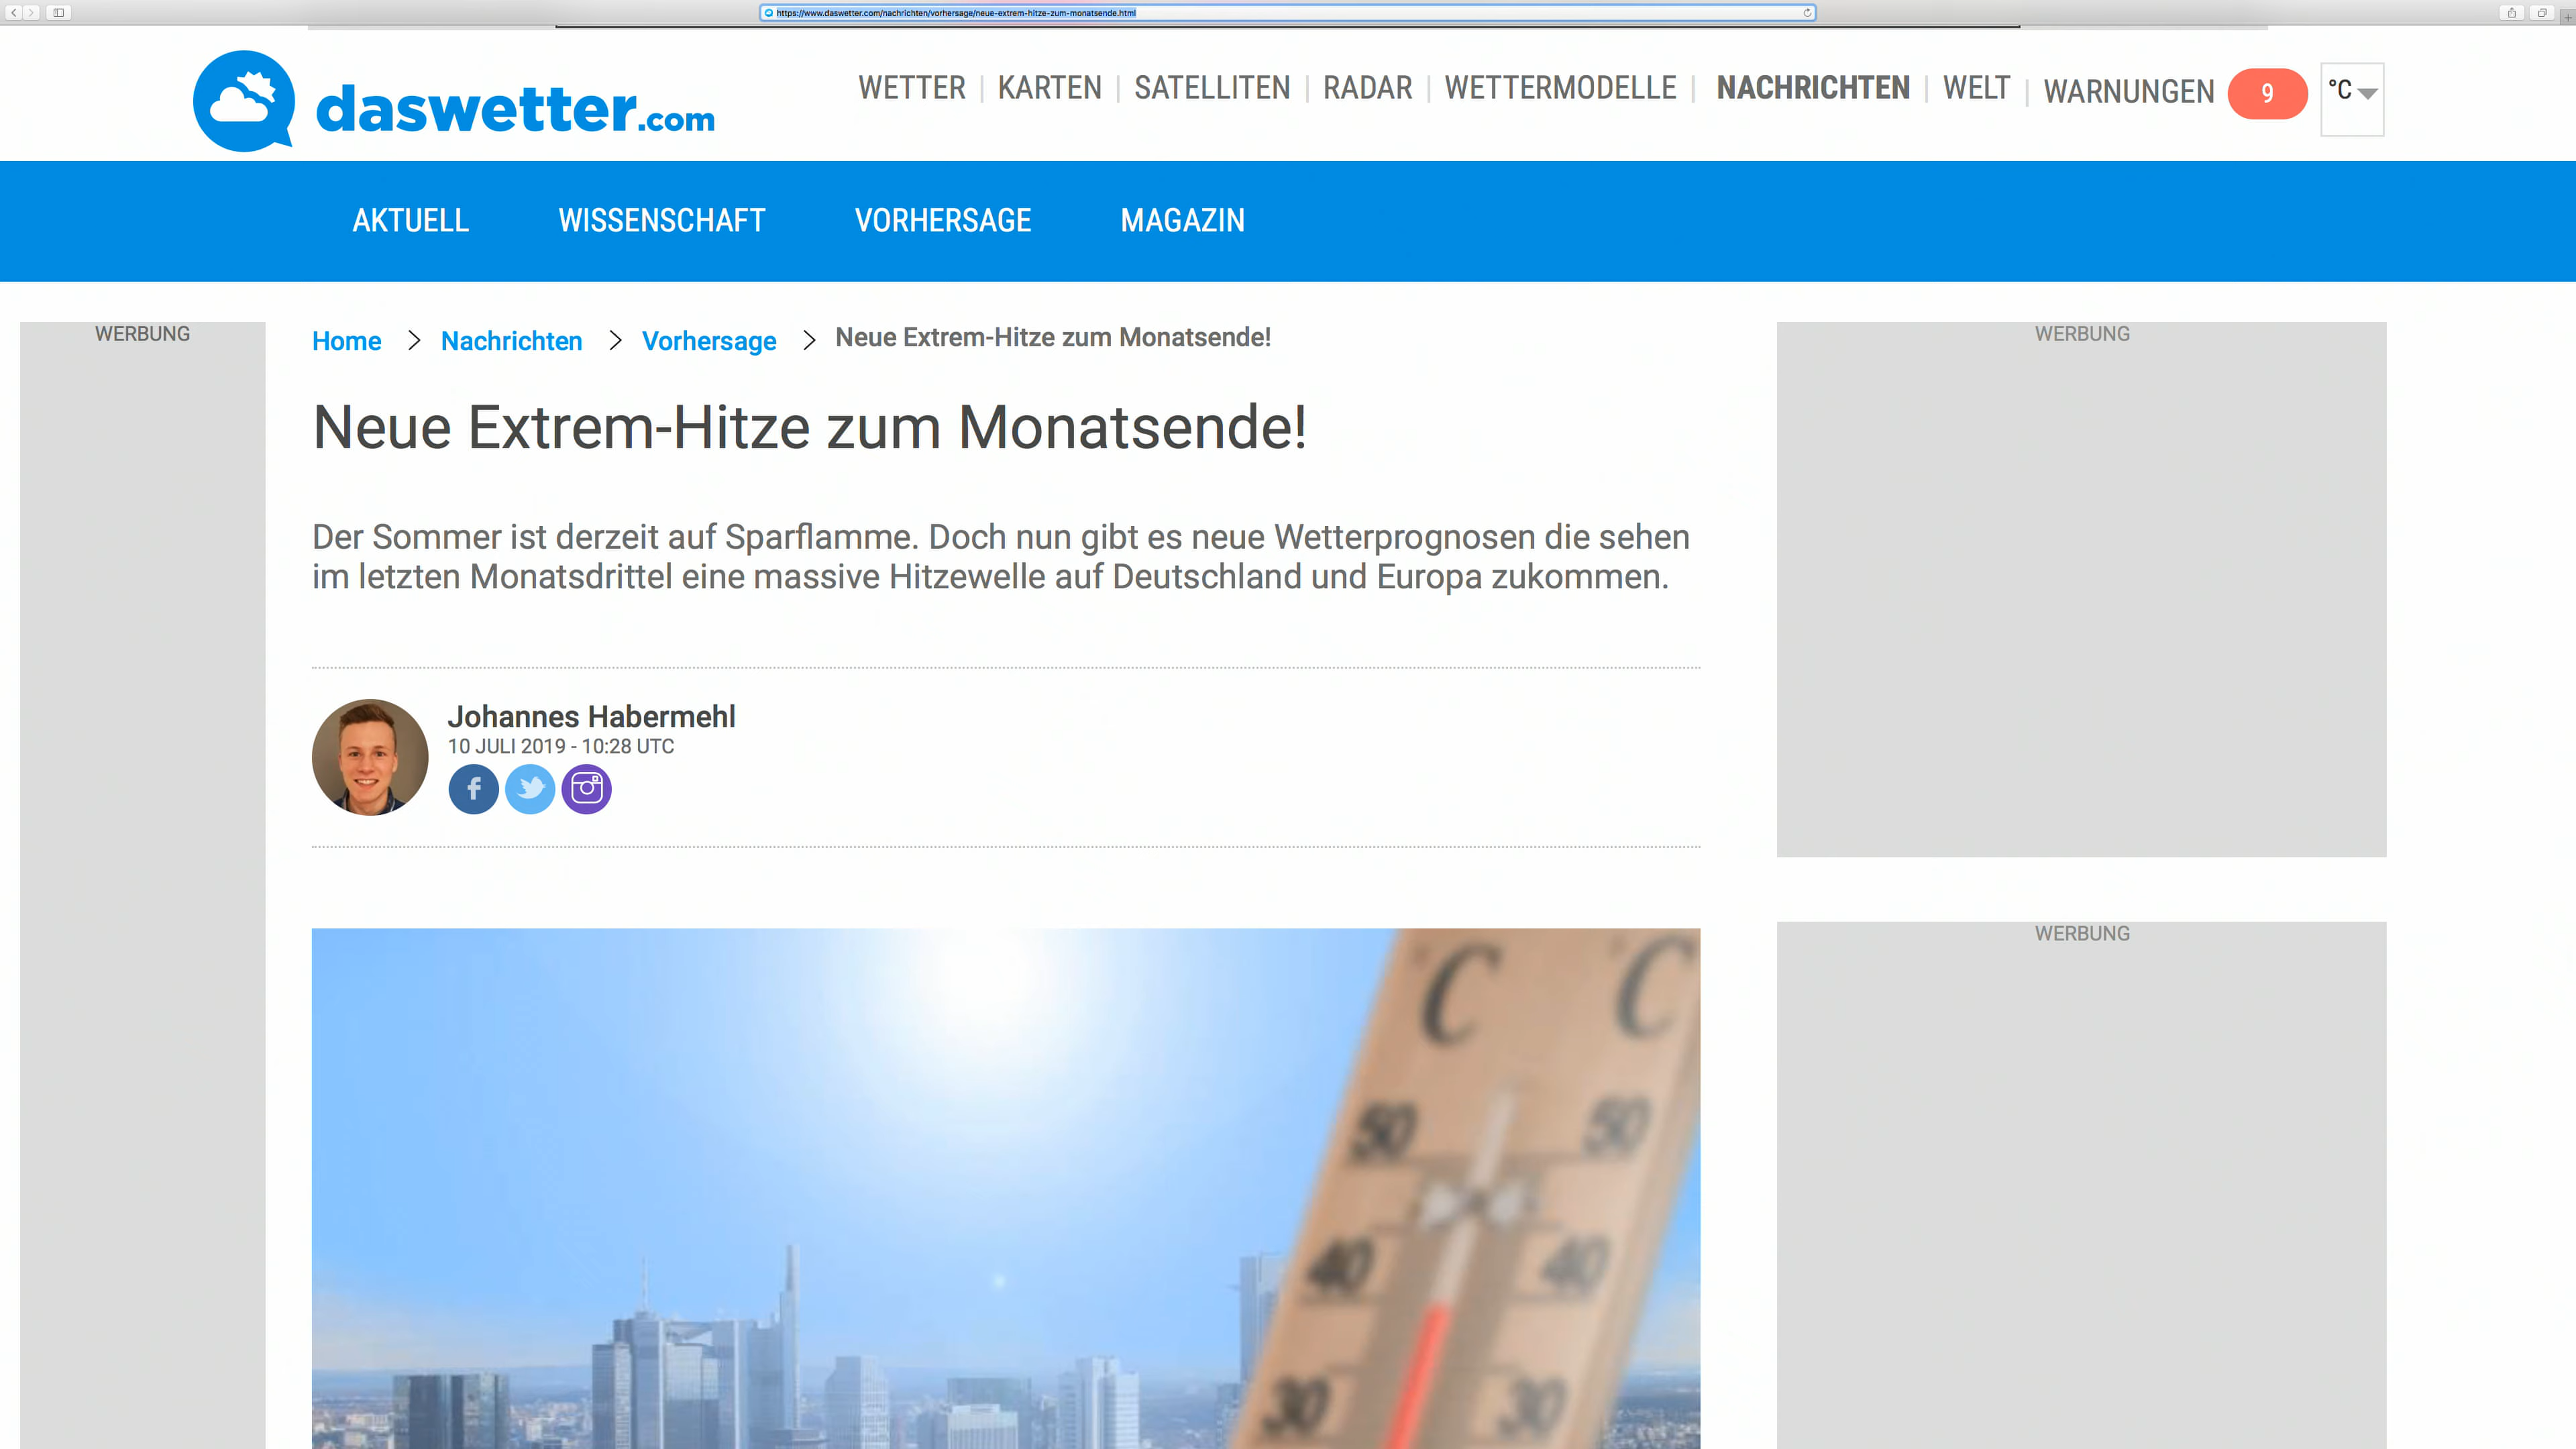 https://www.daswetter.com/nachrichten/vorhersage/neue-extrem-hitze-zum-monatsende.html
daswetter.com
WETTER | KARTEN | SATELLITEN | RADAR | WETTERMODELLE | NACHRICHTEN | WELT | WARNUNGEN 9 °C
AKTUELL WISSENSCHAFT VORHERSAGE MAGAZIN
WERBUNG
Home > Nachrichten > Vorhersage > Neue Extrem-Hitze zum Monatsende!
WERBUNG
Neue Extrem-Hitze zum Monatsende!
Der Sommer ist derzeit auf Sparflamme. Doch nun gibt es neue Wetterprognosen die sehen
im letzten Monatsdrittel eine massive Hitzewelle auf Deutschland und Europa zukommen.
Johannes Habermehl
10 JULI 2019 - 10:28 UTC
WERBUNG
°C °C
50 50
40 40
30 30